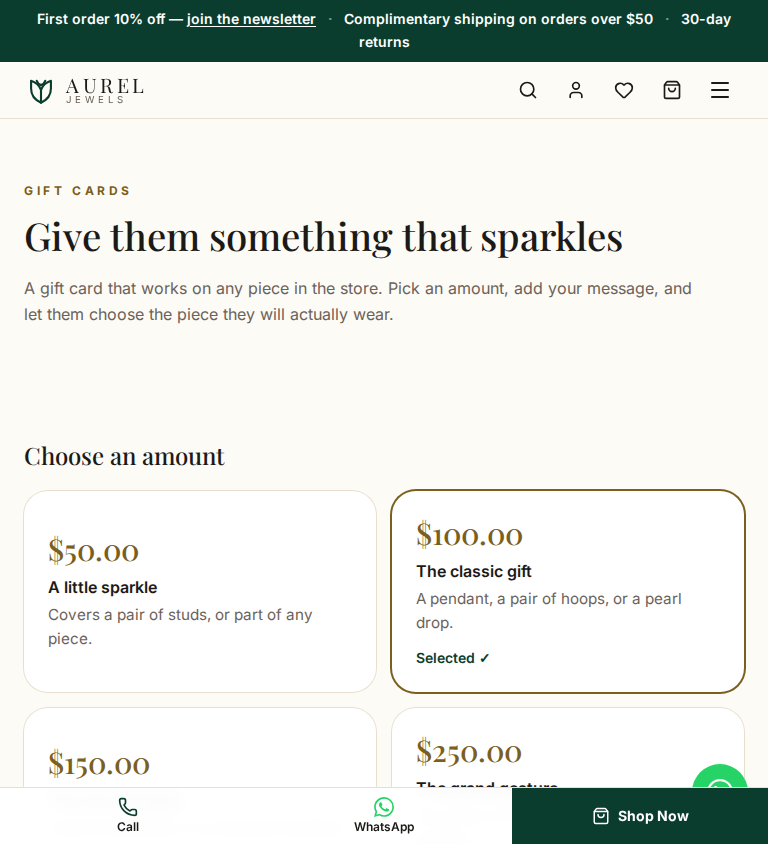 First order 10% off — join the newsletter · Complimentary shipping on orders over $50 · 30-day
returns
AUREL
JEWELS
GIFT CARDS
Give them something that sparkles
A gift card that works on any piece in the store. Pick an amount, add your message, and
let them choose the piece they will actually wear.
Choose an amount
$50.00
A little sparkle
Covers a pair of studs, or part of any
piece.
$100.00
The classic gift
A pendant, a pair of hoops, or a pearl
drop.
Selected ✓
$150.00
$250.00
The grand gesture
Call
WhatsApp
Shop Now